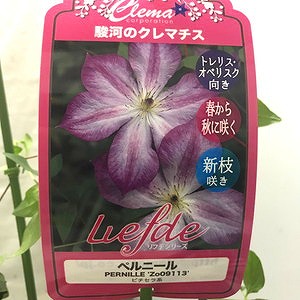 Clema
corporation
駿河のクレマチス
トレリス・
オベリスク
向き
春から
秋に咲く
新枝
咲き
Liefde
リフデシリーズ
ペルニール
PERNILLE 'Zo09113'
ビチセラ系